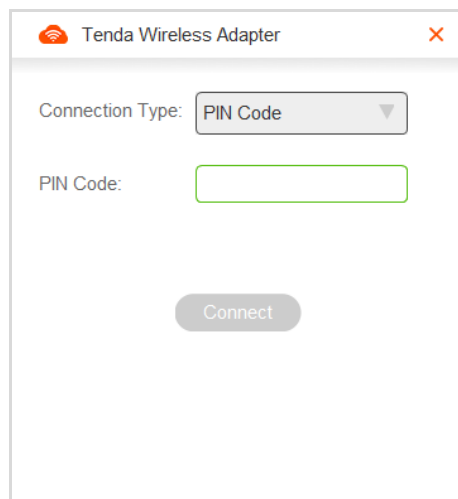 Tenda Wireless Adapter
Connection Type: PIN Code
PIN Code:
Connect